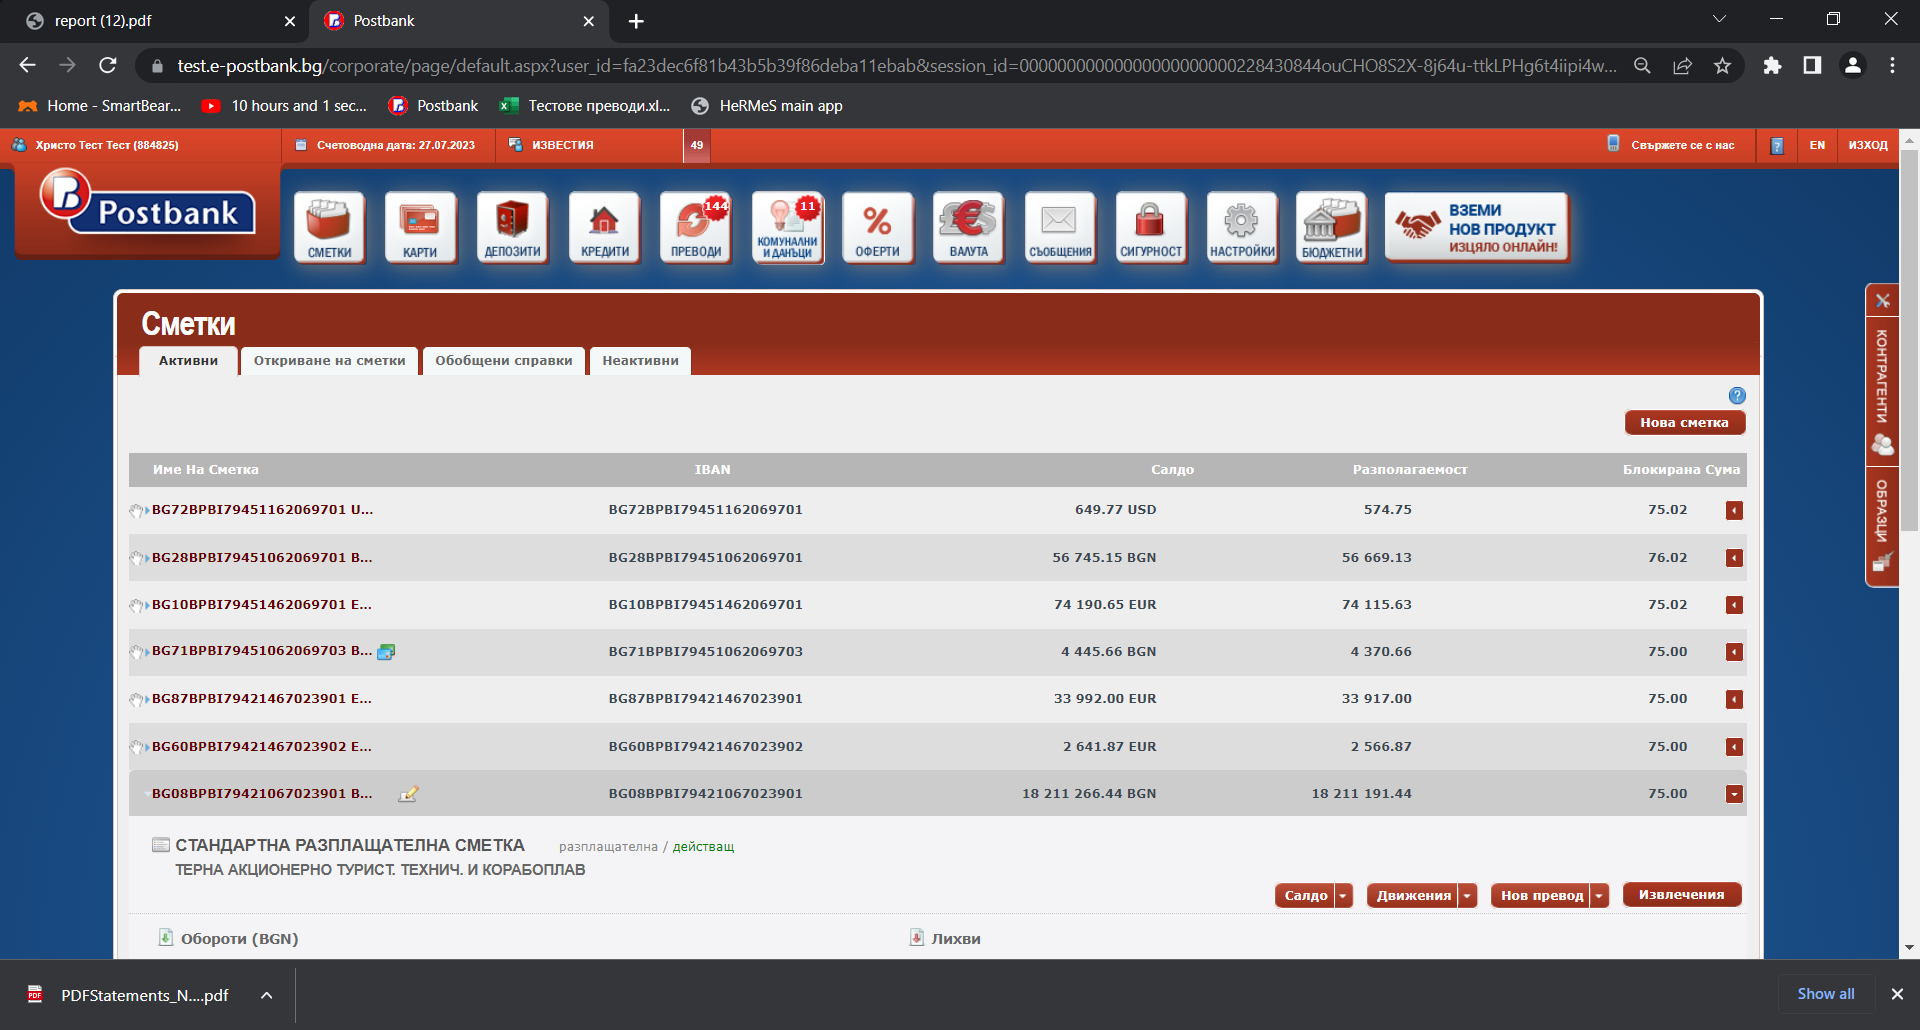 report (12).pdf
Postbank
test.e-postbank.bg/corporate/page/default.aspx?user_id=fa23dec6f81b43b5b39f86deba11ebab&session_id=
Home - SmartBear...
10 hours and 1 sec...
Postbank
Тестове преводи.xl...
HeRMeS main app
Христо Тест Тест (884825)
Счетоводна дата: 27.07.2023
ИЗВЕСТИЯ
49
Свържете се с нас
EN
ИЗХОД
Postbank
СМЕТКИ
КАРТИ
ДЕПОЗИТИ
КРЕДИТИ
144
ПРЕВОДИ
11
КОМУНАЛНИ
И ДАНЪЦИ
ОФЕРТИ
ВАЛУТА
СЪОБЩЕНИЯ
СИГУРНОСТ
НАСТРОЙКИ
БЮДЖЕТНИ
ВЗЕМИ
НОВ ПРОДУКТ
ИЗЦЯЛО ОНЛАЙН!
КОНТРАГЕНТИ
ОБРАЗЦИ
Сметки
Активни
Откриване на сметки
Обобщени справки
Неактивни
Нова сметка
Име На Сметка IBAN Салдо Разполагаемост Блокирана Сума
BG72BPBI79451162069701 U... BG72BPBI79451162069701 649.77 USD 574.75 75.02
BG28BPBI79451062069701 B... BG28BPBI79451062069701 56 745.15 BGN 56 669.13 76.02
BG10BPBI79451462069701 E... BG10BPBI79451462069701 74 190.65 EUR 74 115.63 75.02
BG71BPBI79451062069703 B... BG71BPBI79451062069703 4 445.66 BGN 4 370.66 75.00
BG87BPBI79421467023901 E... BG87BPBI79421467023901 33 992.00 EUR 33 917.00 75.00
BG60BPBI79421467023902 E... BG60BPBI79421467023902 2 641.87 EUR 2 566.87 75.00
BG08BPBI79421067023901 B... BG08BPBI79421067023901 18 211 266.44 BGN 18 211 191.44 75.00
СТАНДАРТНА РАЗПЛАЩАТЕЛНА СМЕТКА разплащателна / действащ
ТЕРНА АКЦИОНЕРНО ТУРИСТ. ТЕХНИЧ. И КОРАБОПЛАВ
Салдо
Движения
Нов превод
Извлечения
Обороти (BGN)
Лихви
PDFStatements_N....pdf
Show all